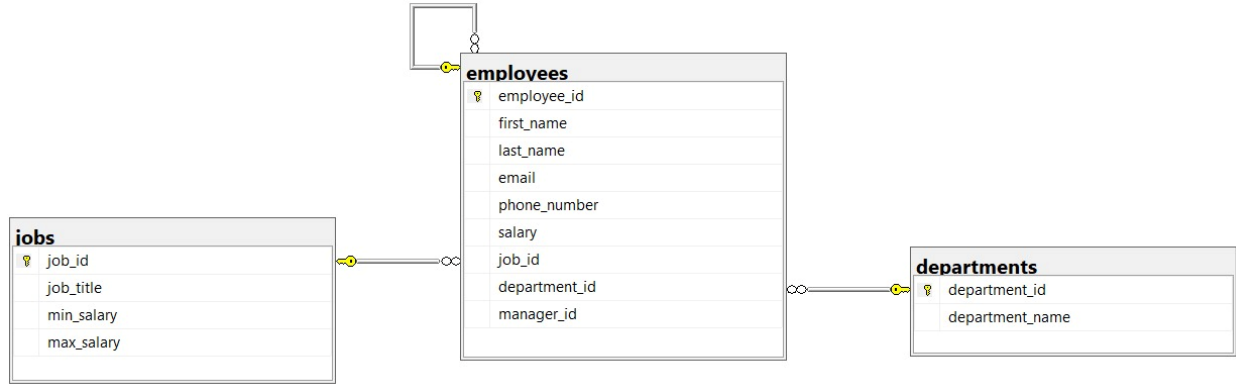 employees
employee_id
first_name
last_name
email
phone_number
salary
job_id
department_id
manager_id
jobs
job_id
job_title
min_salary
max_salary
departments
department_id
department_name